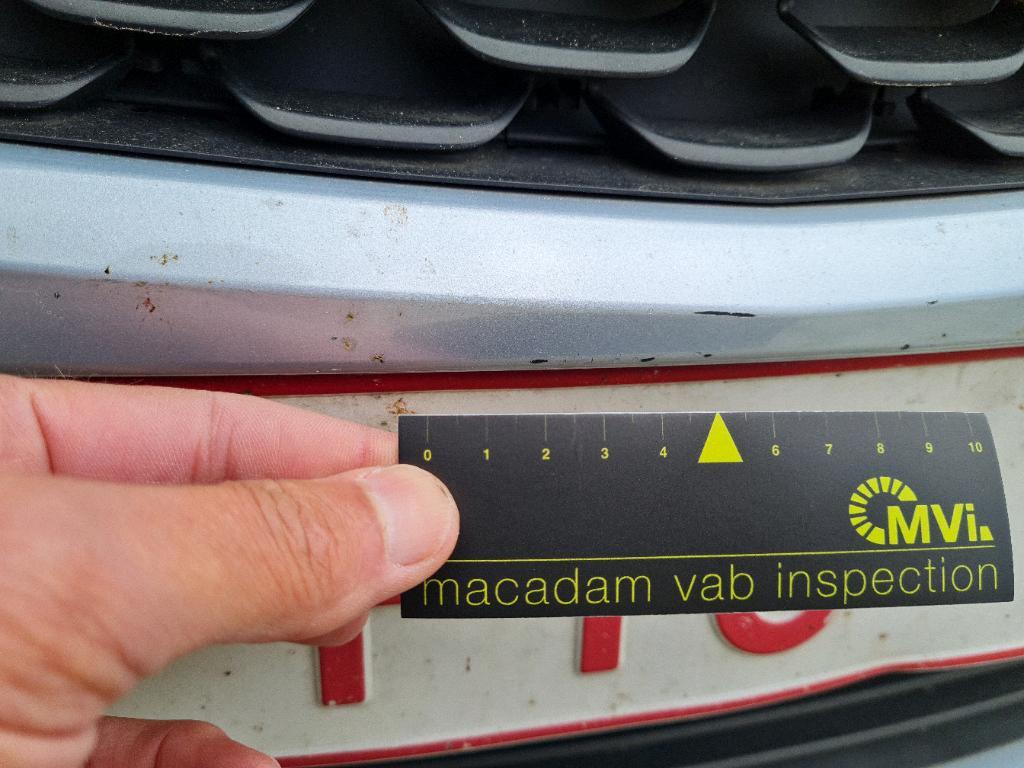 0 1 2 3 4 6 7 8 9 10
MVi
macadam vab inspection